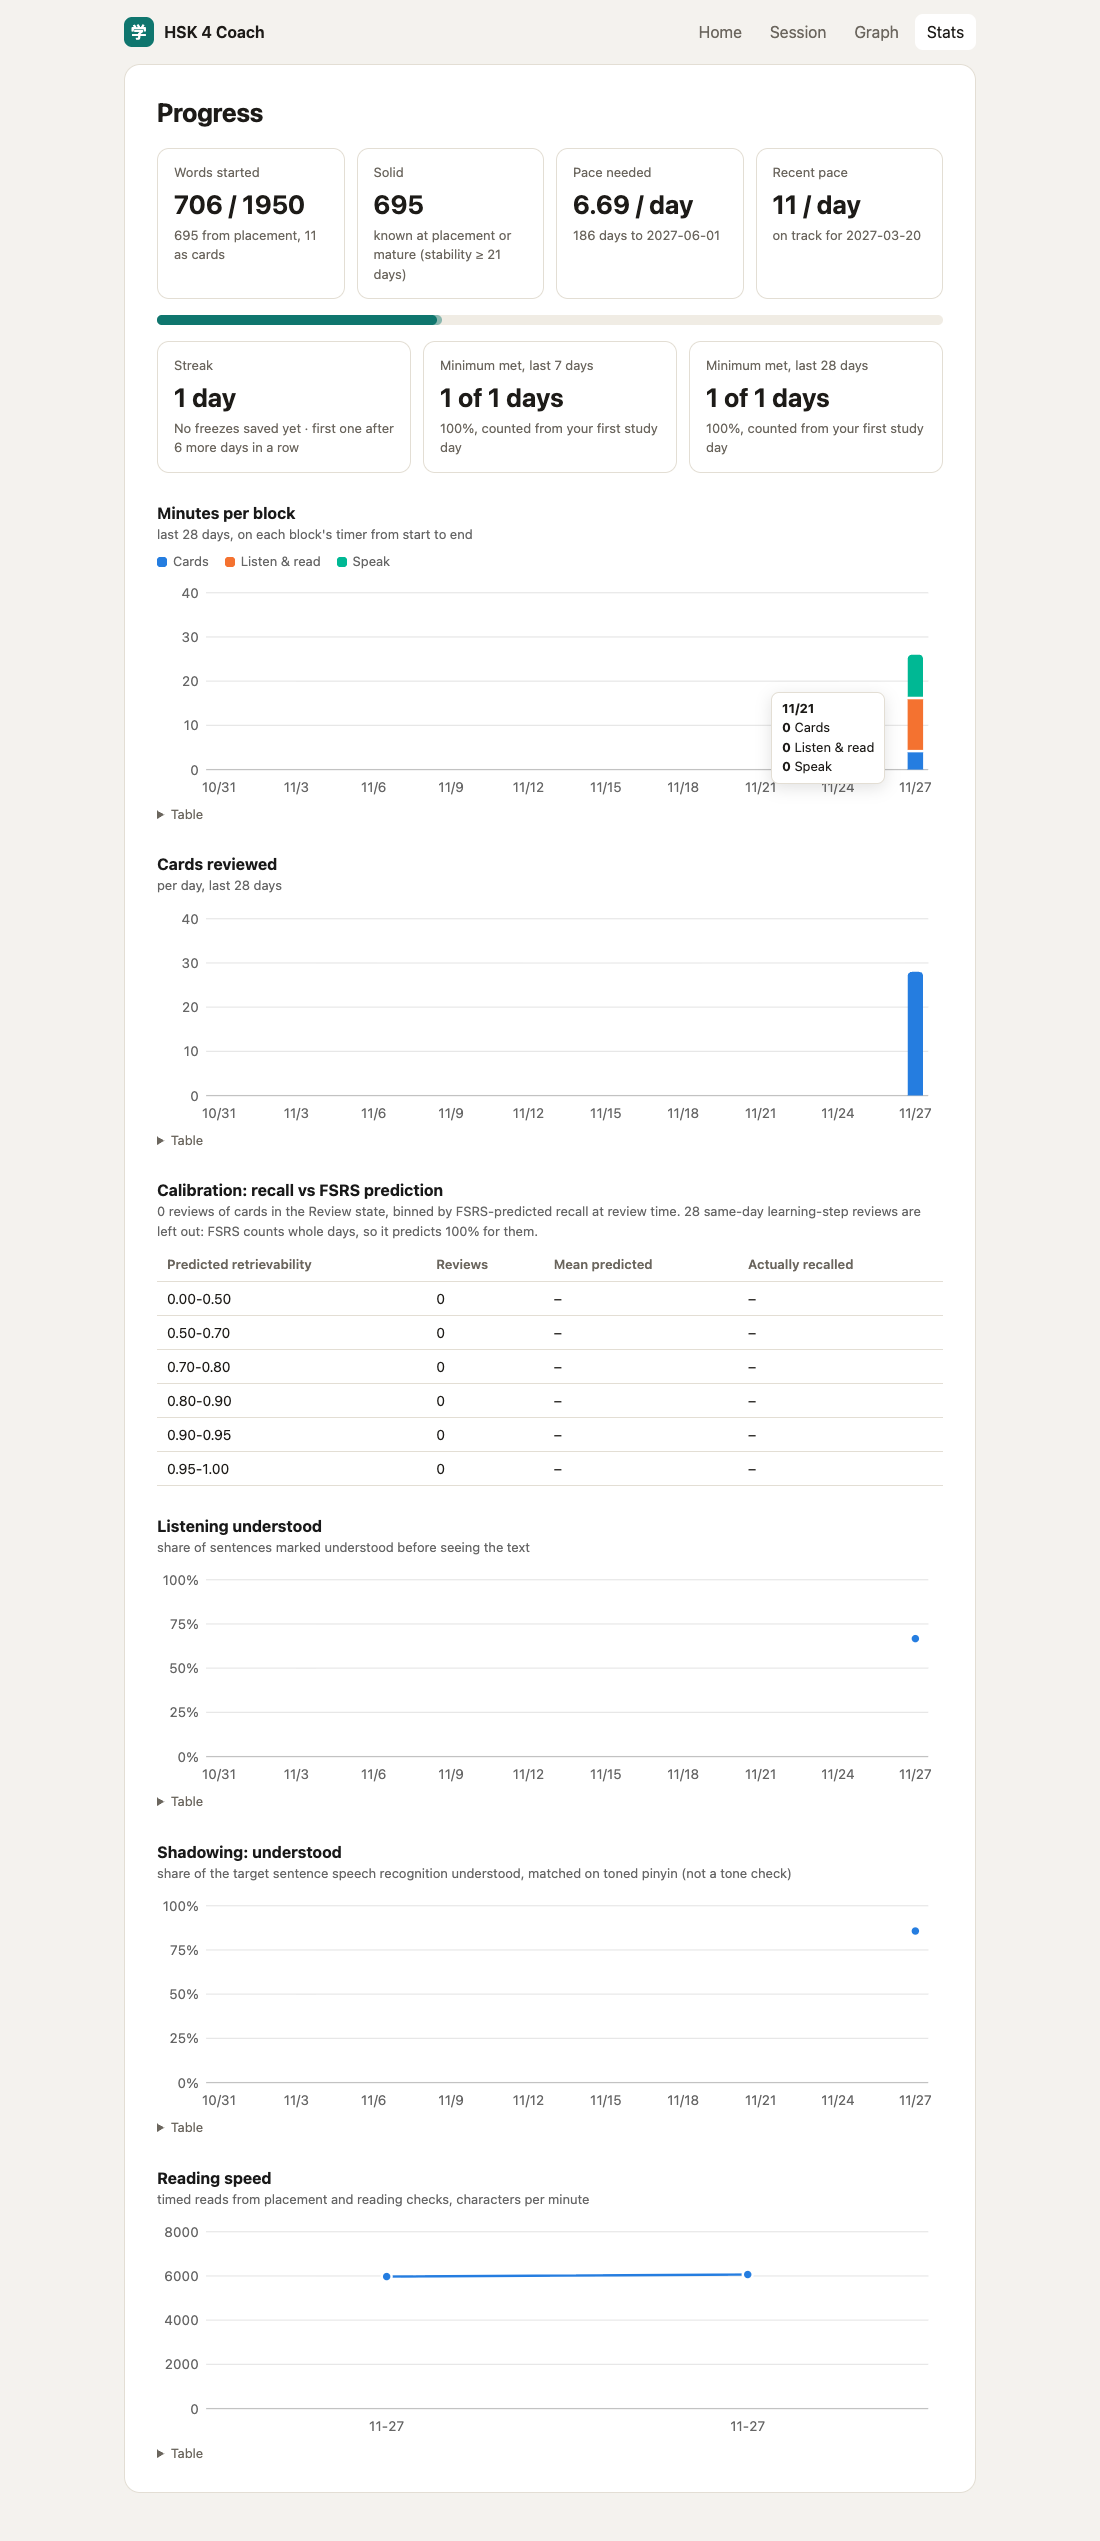 学 HSK 4 Coach
Home Session Graph Stats
Progress
Words started
706 / 1950
695 from placement, 11
as cards
Solid
695
known at placement or
mature (stability ≥ 21
days)
Pace needed
6.69 / day
186 days to 2027-06-01
Recent pace
11 / day
on track for 2027-03-20
Streak
1 day
No freezes saved yet · first one after
6 more days in a row
Minimum met, last 7 days
1 of 1 days
100%, counted from your first study
day
Minimum met, last 28 days
1 of 1 days
100%, counted from your first study
day
Minutes per block
last 28 days, on each block's timer from start to end
Cards Listen & read Speak
40
30
20
10
0
11/21
0 Cards
0 Listen & read
0 Speak
10/31 11/3 11/6 11/9 11/12 11/15 11/18 11/21 11/24 11/27
Table
Cards reviewed
per day, last 28 days
40
30
20
10
0
10/31 11/3 11/6 11/9 11/12 11/15 11/18 11/21 11/24 11/27
Table
Calibration: recall vs FSRS prediction
0 reviews of cards in the Review state, binned by FSRS-predicted recall at review time. 28 same-day learning-step reviews are
left out: FSRS counts whole days, so it predicts 100% for them.
Predicted retrievability Reviews Mean predicted Actually recalled
0.00-0.50 0 – –
0.50-0.70 0 – –
0.70-0.80 0 – –
0.80-0.90 0 – –
0.90-0.95 0 – –
0.95-1.00 0 – –
Listening understood
share of sentences marked understood before seeing the text
100%
75%
50%
25%
0%
10/31 11/3 11/6 11/9 11/12 11/15 11/18 11/21 11/24 11/27
Table
Shadowing: understood
share of the target sentence speech recognition understood, matched on toned pinyin (not a tone check)
100%
75%
50%
25%
0%
10/31 11/3 11/6 11/9 11/12 11/15 11/18 11/21 11/24 11/27
Table
Reading speed
timed reads from placement and reading checks, characters per minute
8000
6000
4000
2000
0
11-27 11-27
Table